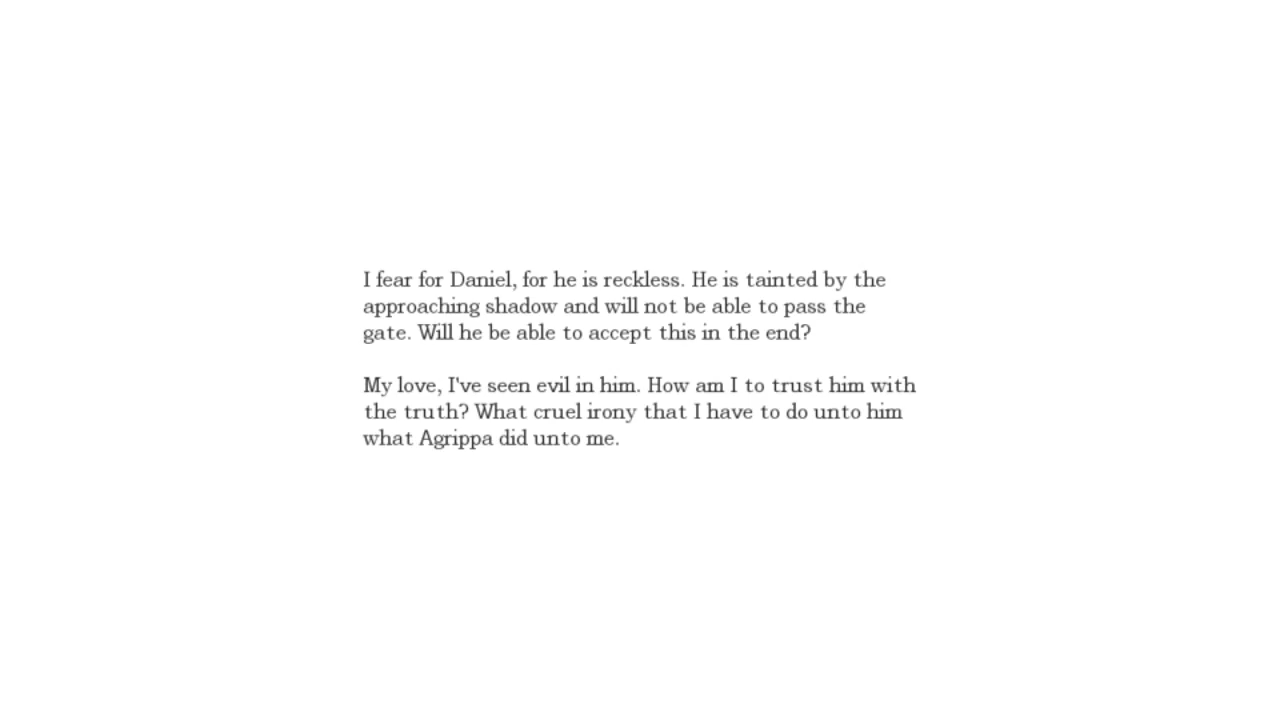 I fear for Daniel, for he is reckless. He is tainted by the
approaching shadow and will not be able to pass the
gate. Will he be able to accept this in the end?
My love, I've seen evil in him. How am I to trust him with
the truth? What cruel irony that I have to do unto him
what Agrippa did unto me.